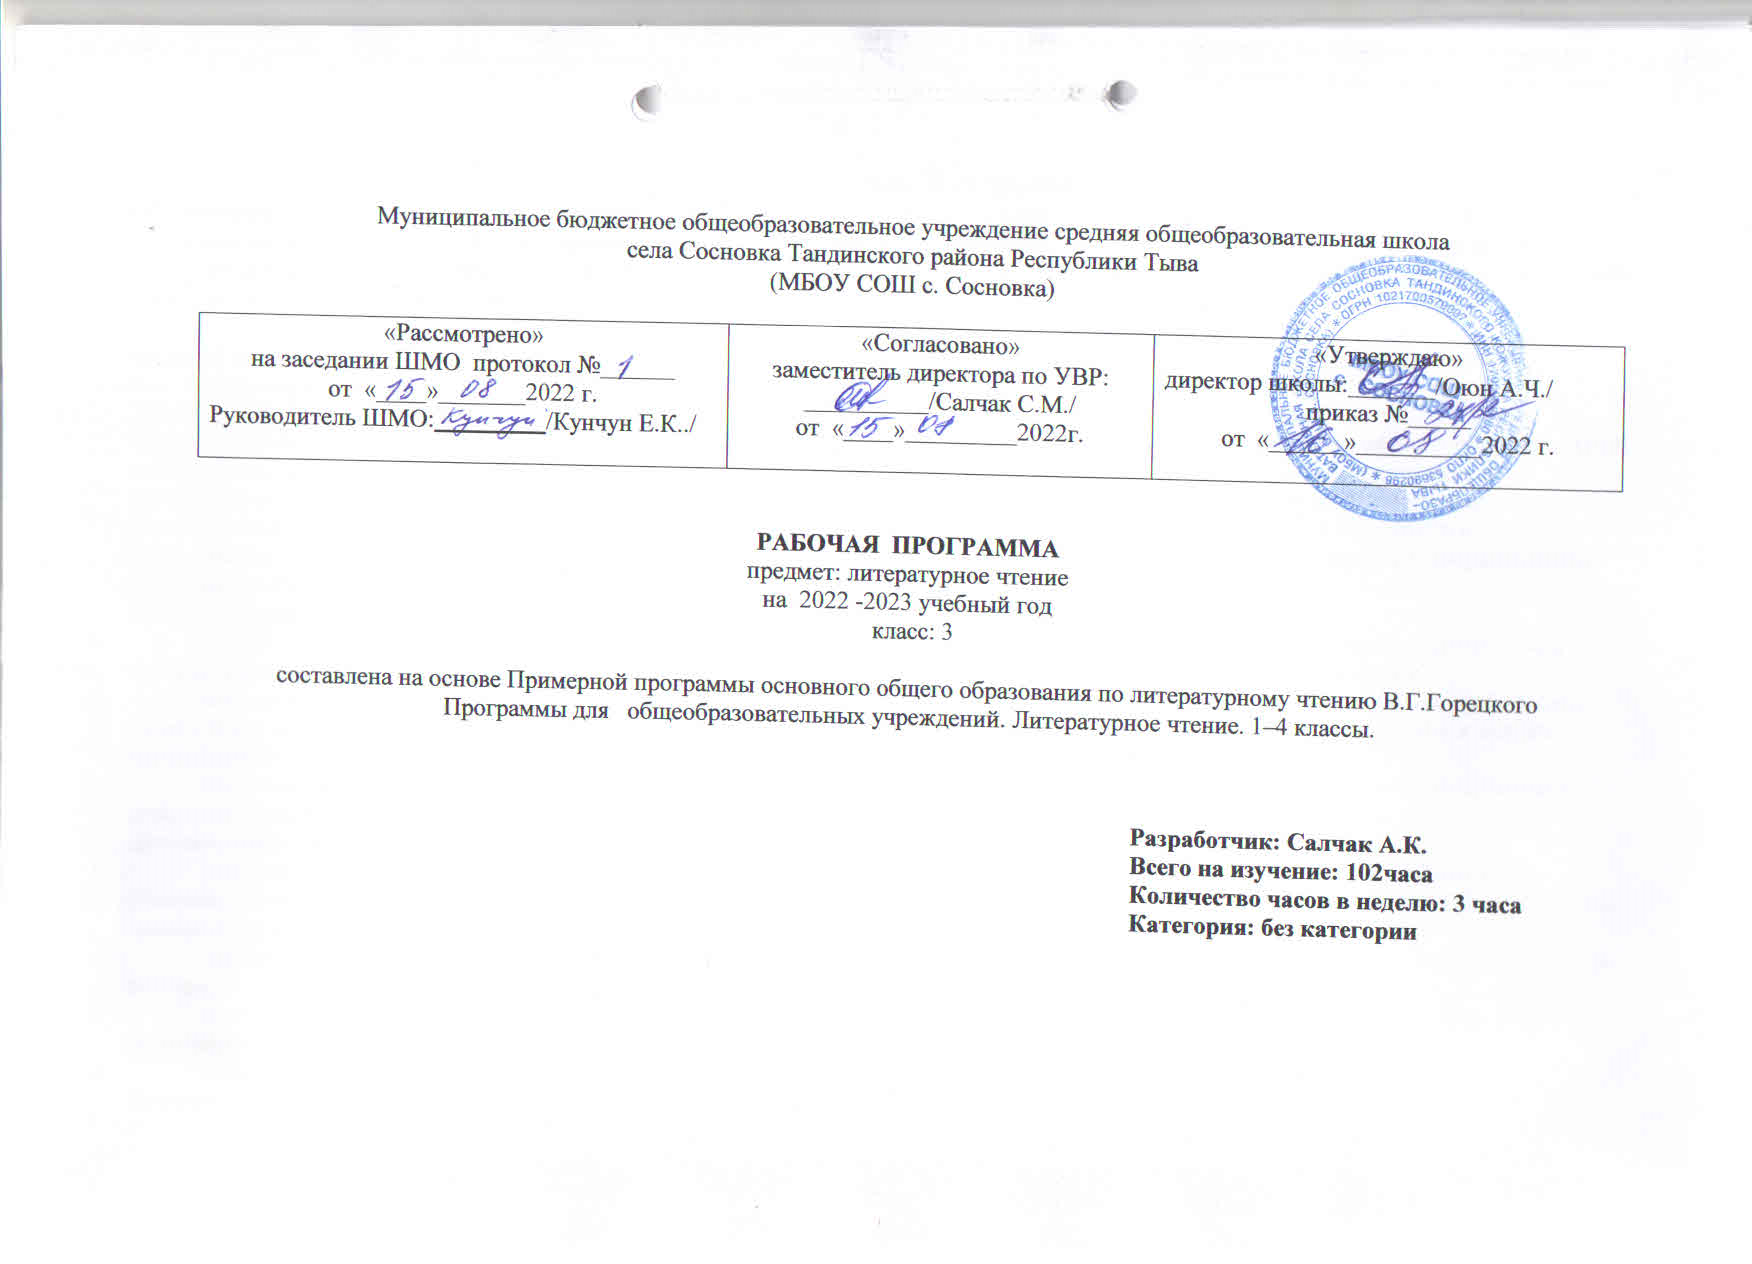 Муниципальное бюджетное общеобразовательное учреждение средняя общеобразовательная школа
села Сосновка Тандинского района Республики Тыва
(МБОУ СОШ с. Сосновка)
«Рассмотрено»
на заседании ШМО протокол № 1
от «15» 08 2022 г.
Руководитель ШМО: Кунчун /Кунчун Е.К../
«Согласовано»
заместитель директора по УВР:
/Салчак С.М./
от «15» 08 2022г.
«Утверждаю»
директор школы: /Оюн А.Ч./
приказ №
от «16» 08 2022 г.
МБОУ СОШ
с. Сосновка
РАБОЧАЯ ПРОГРАММА
предмет: литературное чтение
на 2022 -2023 учебный год
класс: 3
составлена на основе Примерной программы основного общего образования по литературному чтению В.Г.Горецкого
Программы для общеобразовательных учреждений. Литературное чтение. 1–4 классы.
Разработчик: Салчак А.К.
Всего на изучение: 102часа
Количество часов в неделю: 3 часа
Категория: без категории